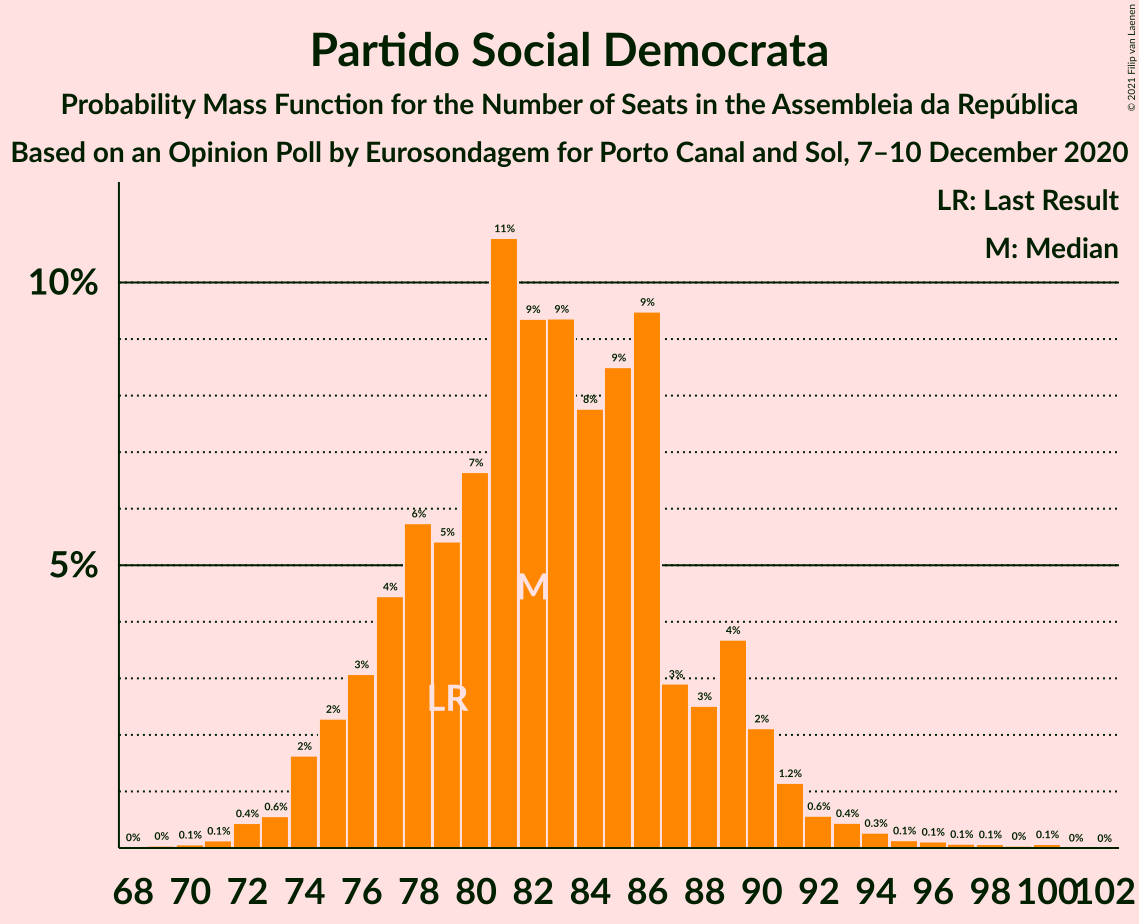 Partido Social Democrata
Probability Mass Function for the Number of Seats in the Assembleia da República
Based on an Opinion Poll by Eurosondagem for Porto Canal and Sol, 7–10 December 2020
© 2021 Filip van Laenen
LR: Last Result
M: Median
10%
5%
0% 0% 0.1% 0.1% 0.4% 0.6% 2% 2% 3% 4% 6% 5% 7% 11% 9% 9% 8% 9% 9% 3% 3% 4% 2% 1.2% 0.6% 0.4% 0.3% 0.1% 0.1% 0.1% 0.1% 0% 0.1% 0% 0%
M
LR
68 70 72 74 76 78 80 82 84 86 88 90 92 94 96 98 100 102